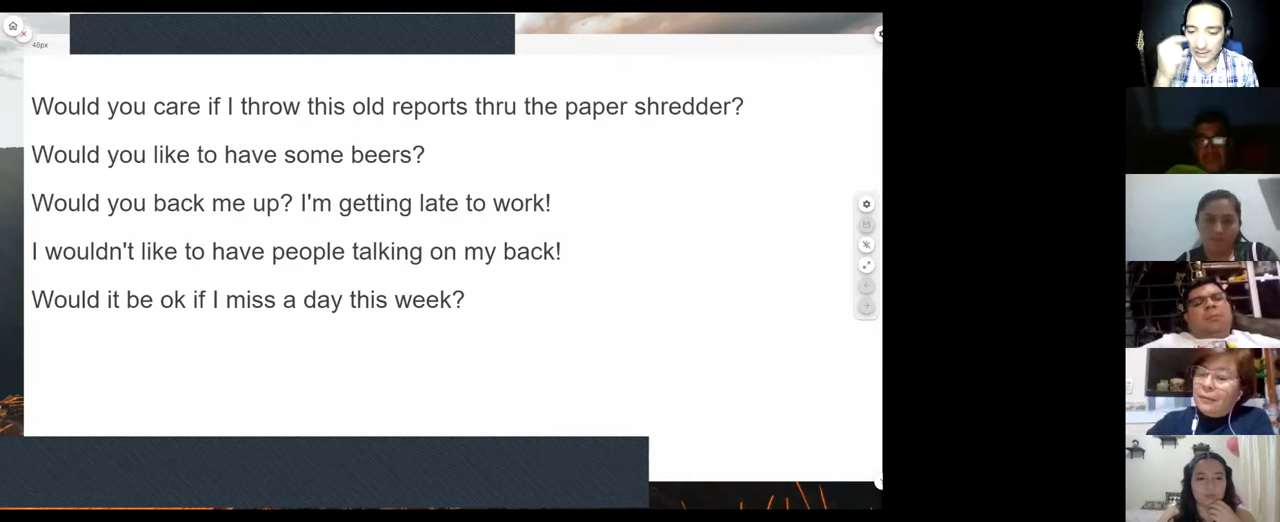 46px
Would you care if I throw this old reports thru the paper shredder?
Would you like to have some beers?
Would you back me up? I'm getting late to work!
I wouldn't like to have people talking on my back!
Would it be ok if I miss a day this week?